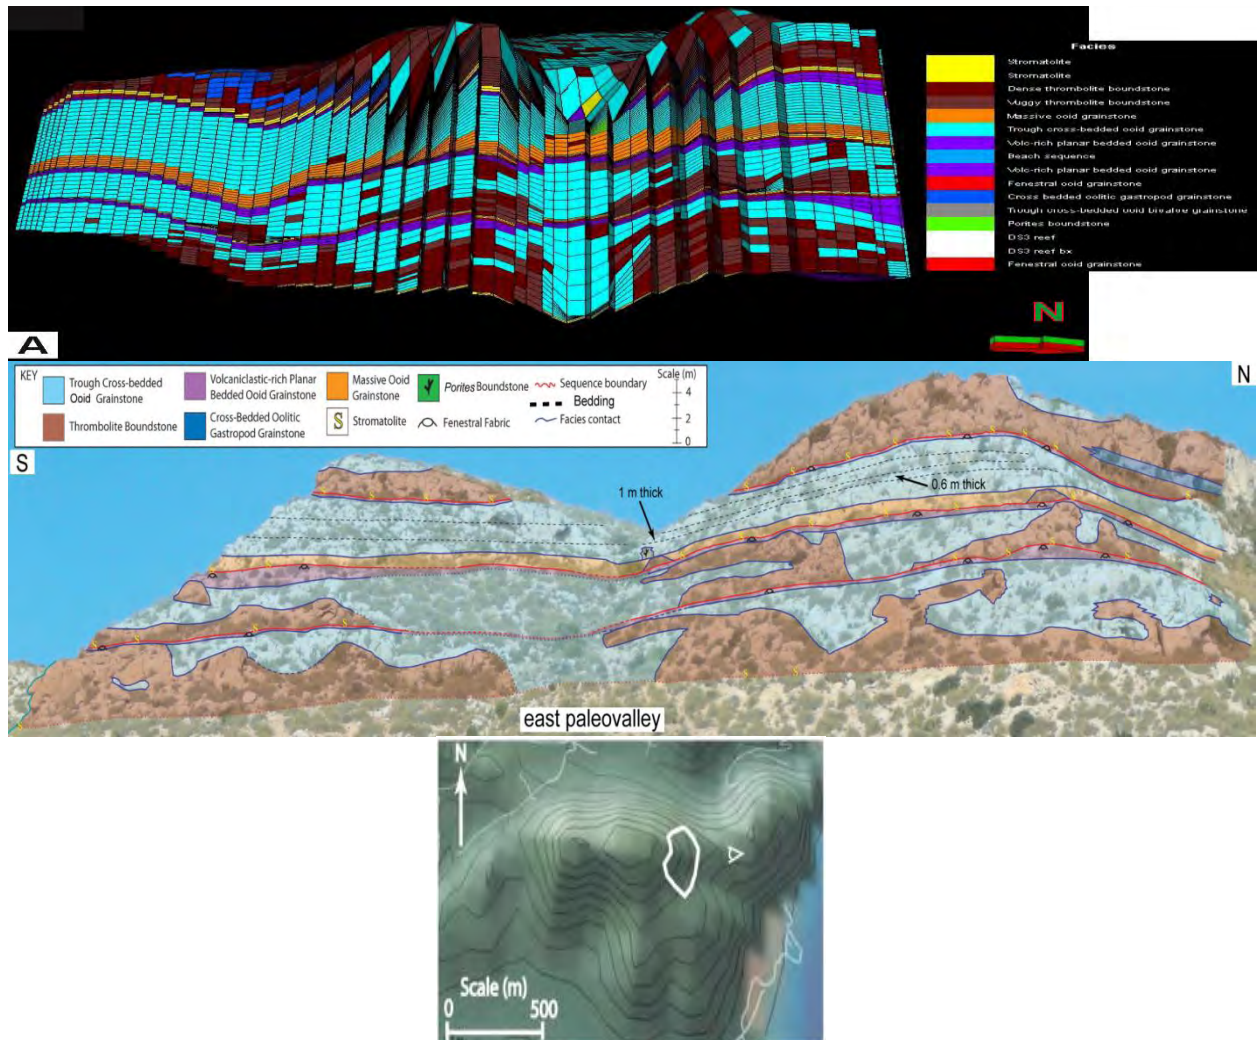 Facies
Stromatolite
Stromatolite
Dense thrombolite boundstone
Vuggy thrombolite boundstone
Massive ooid grainstone
Trough cross-bedded ooid grainstone
Volc-rich planar bedded ooid grainstone
Beach sequence
Volc-rich planar bedded ooid grainstone
Fenestral ooid grainstone
Cross bedded oolitic gastropod grainstone
Trough cross-bedded ooid bivalve grainstone
Porites boundstone
DS3 reef
DS3 reef bx
Fenestral ooid grainstone
N
A
KEY
Trough Cross-bedded
Ooid Grainstone
Volcaniclastic-rich Planar
Bedded Ooid Grainstone
Massive Ooid
Grainstone
Porites Boundstone
Sequence boundary
Scale (m)
4
2
0
Bedding
Thrombolite Boundstone
Cross-Bedded Oolitic
Gastropod Grainstone
S
Stromatolite
Fenestral Fabric
Facies contact
N
S
1 m thick
0.6 m thick
east paleovalley
N
Scale (m)
0 500